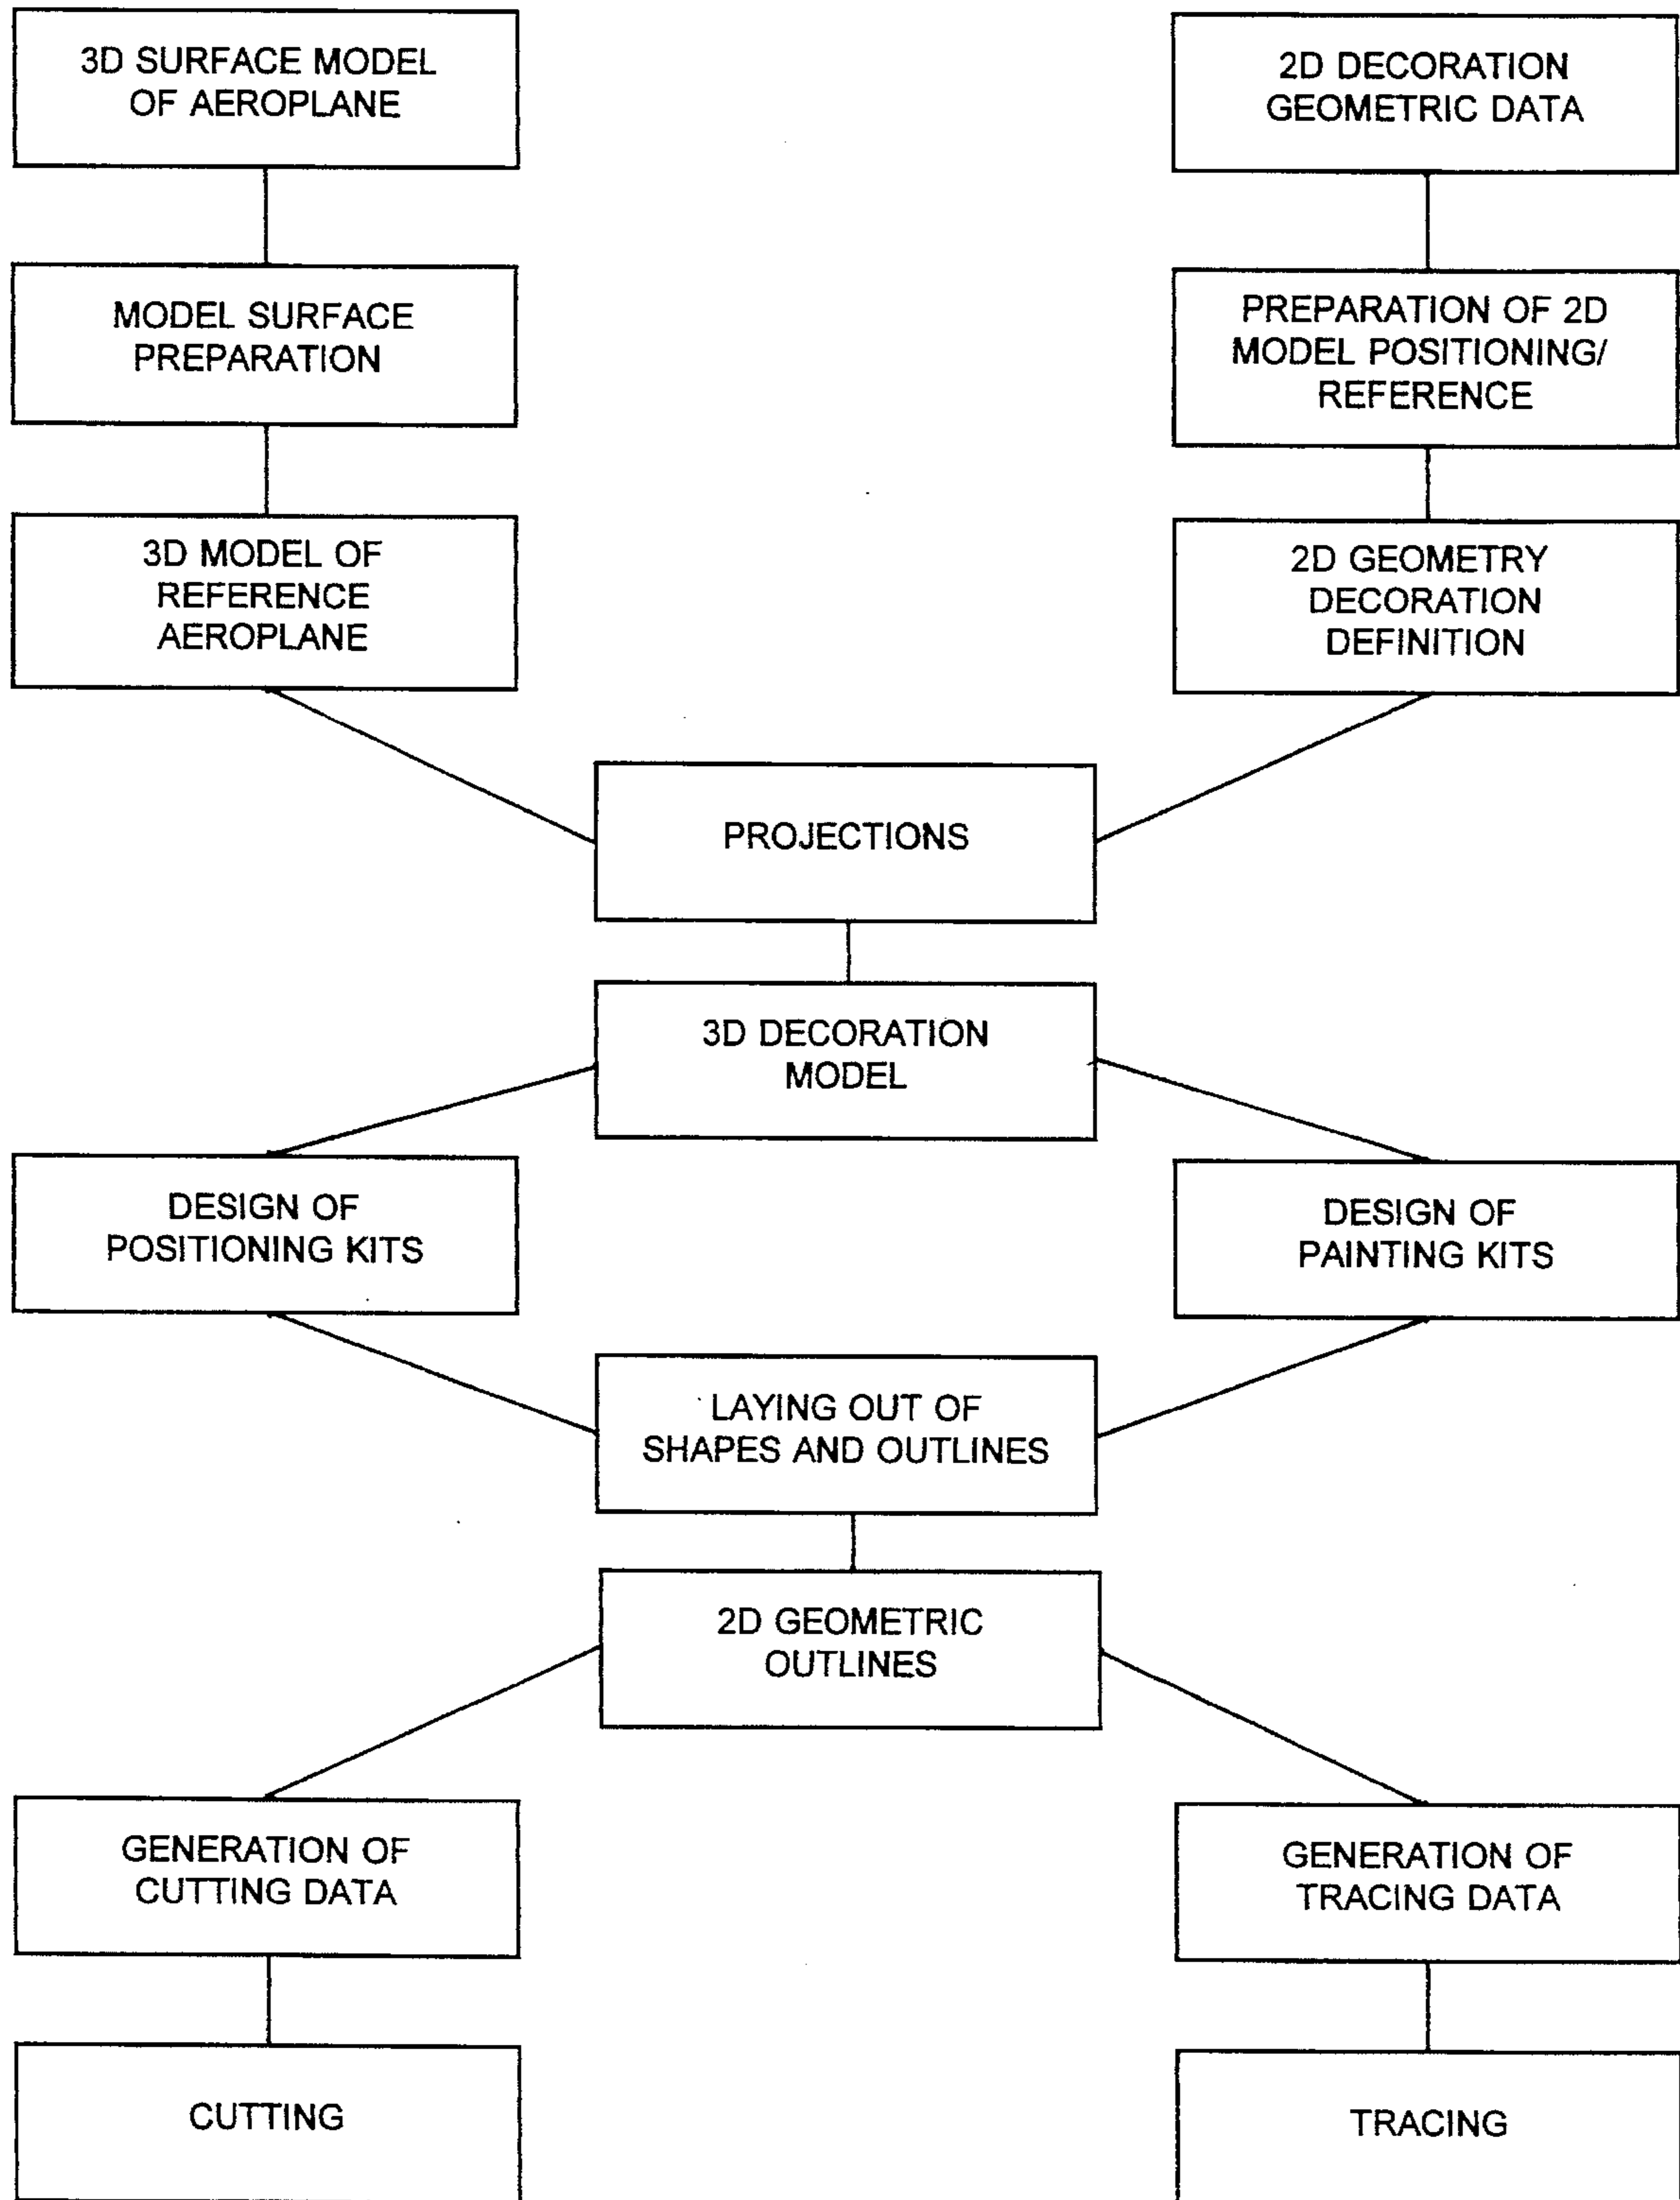 3D SURFACE MODEL
OF AEROPLANE
2D DECORATION
GEOMETRIC DATA
MODEL SURFACE
PREPARATION
PREPARATION OF 2D
MODEL POSITIONING/
REFERENCE
3D MODEL OF
REFERENCE
AEROPLANE
2D GEOMETRY
DECORATION
DEFINITION
PROJECTIONS
3D DECORATION
MODEL
DESIGN OF
POSITIONING KITS
DESIGN OF
PAINTING KITS
LAYING OUT OF
SHAPES AND OUTLINES
2D GEOMETRIC
OUTLINES
GENERATION OF
CUTTING DATA
GENERATION OF
TRACING DATA
CUTTING
TRACING